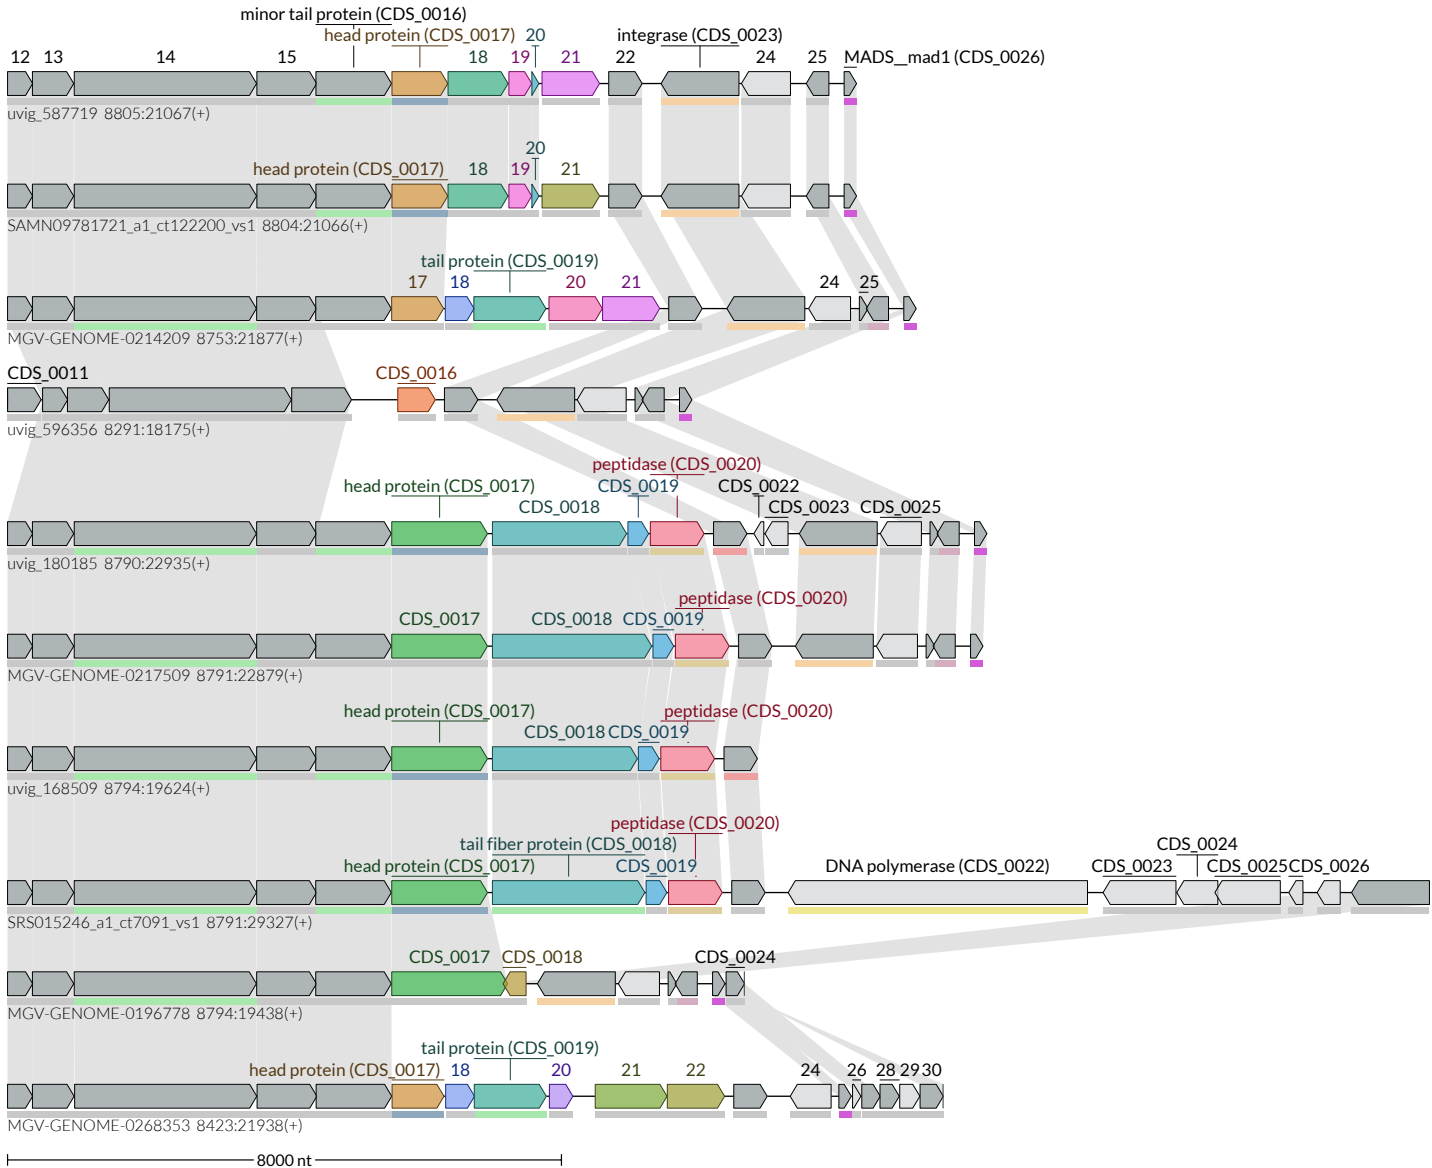 minor tail protein (CDS_0016)
head protein (CDS_0017) 20 integrase (CDS_0023)
12 13 14 15 18 19 21 22 24 25 MADS__mad1 (CDS_0026)
uvig_587719 8805:21067(+)
20
head protein (CDS_0017) 18 19 21
SAMN09781721_a1_ct122200_vs1 8804:21066(+)
tail protein (CDS_0019)
17 18 20 21 24 25
MGV-GENOME-0214209 8753:21877(+)
CDS_0011 CDS_0016
uvig_596356 8291:18175(+)
peptidase (CDS_0020)
head protein (CDS_0017) CDS_0019 CDS_0022
CDS_0018 CDS_0023 CDS_0025
uvig_180185 8790:22935(+)
peptidase (CDS_0020)
CDS_0017 CDS_0018 CDS_0019
MGV-GENOME-0217509 8791:22879(+)
head protein (CDS_0017) peptidase (CDS_0020)
CDS_0018 CDS_0019
uvig_168509 8794:19624(+)
peptidase (CDS_0020)
tail fiber protein (CDS_0018) CDS_0024
head protein (CDS_0017) CDS_0019 DNA polymerase (CDS_0022) CDS_0023 CDS_0025 CDS_0026
SRS015246_a1_ct7091_vs1 8791:29327(+)
CDS_0017 CDS_0018 CDS_0024
MGV-GENOME-0196778 8794:19438(+)
tail protein (CDS_0019)
head protein (CDS_0017) 18 20 21 22 24 26 28 29 30
MGV-GENOME-0268353 8423:21938(+)
8000 nt